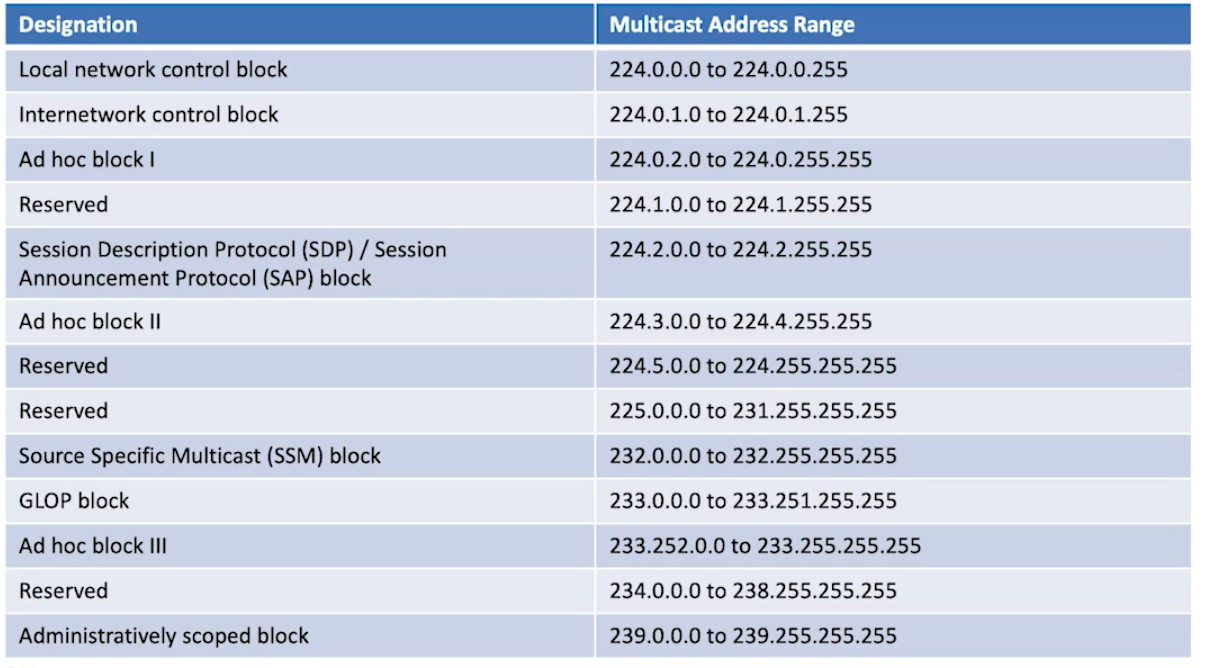 Designation Multicast Address Range
Local network control block 224.0.0.0 to 224.0.0.255
Internetwork control block 224.0.1.0 to 224.0.1.255
Ad hoc block I 224.0.2.0 to 224.0.255.255
Reserved 224.1.0.0 to 224.1.255.255
Session Description Protocol (SDP) / Session 224.2.0.0 to 224.2.255.255
Announcement Protocol (SAP) block
Ad hoc block II 224.3.0.0 to 224.4.255.255
Reserved 224.5.0.0 to 224.255.255.255
Reserved 225.0.0.0 to 231.255.255.255
Source Specific Multicast (SSM) block 232.0.0.0 to 232.255.255.255
GLOP block 233.0.0.0 to 233.251.255.255
Ad hoc block III 233.252.0.0 to 233.255.255.255
Reserved 234.0.0.0 to 238.255.255.255
Administratively scoped block 239.0.0.0 to 239.255.255.255